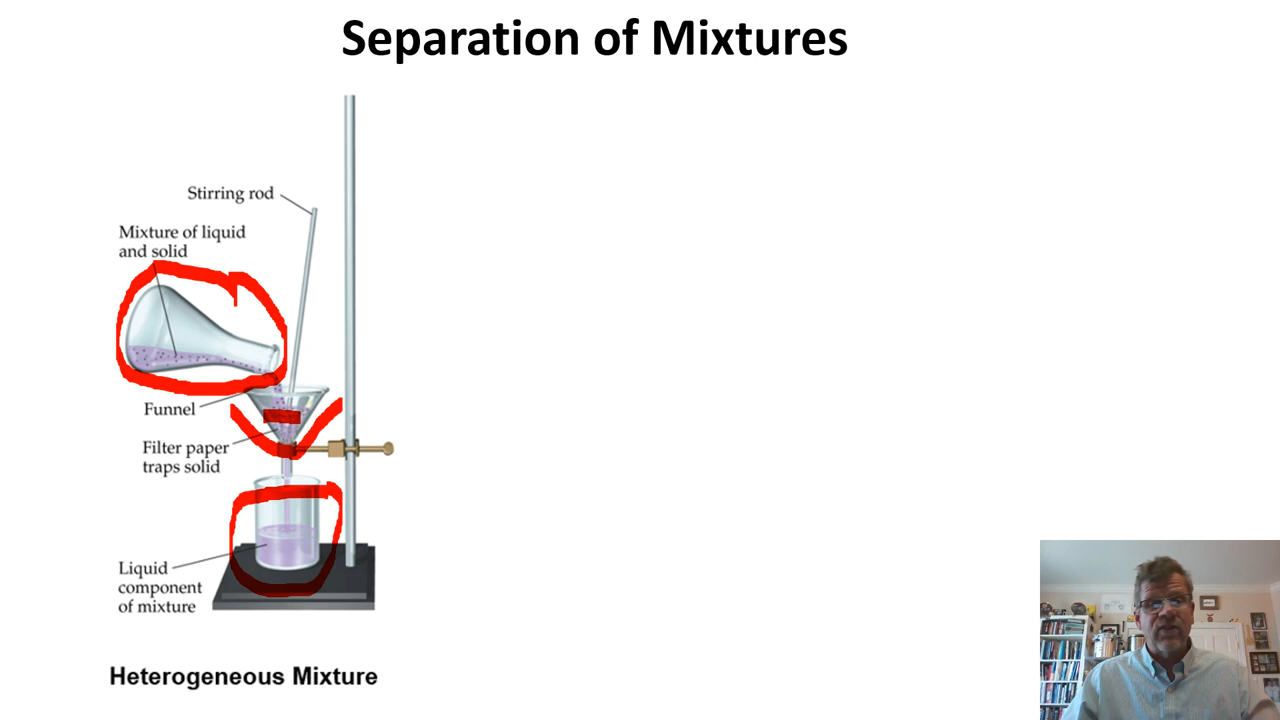 Separation of Mixtures
Stirring rod
Mixture of liquid
and solid
Funnel
Filter paper
traps solid
Liquid
component
of mixture
Heterogeneous Mixture